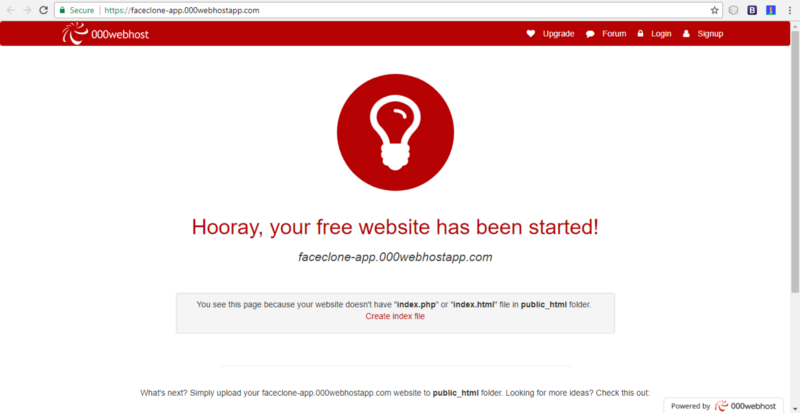 Secure https://faceclone-app.000webhostapp.com
000webhost Upgrade Forum Login Signup
Hooray, your free website has been started!
faceclone-app.000webhostapp.com
You see this page because your website doesn't have "index.php" or "index.html" file in public_html folder.
Create index file
What's next? Simply upload your faceclone-app.000webhostapp.com website to public_html folder. Looking for more ideas? Check this out:
Powered by 000webhost